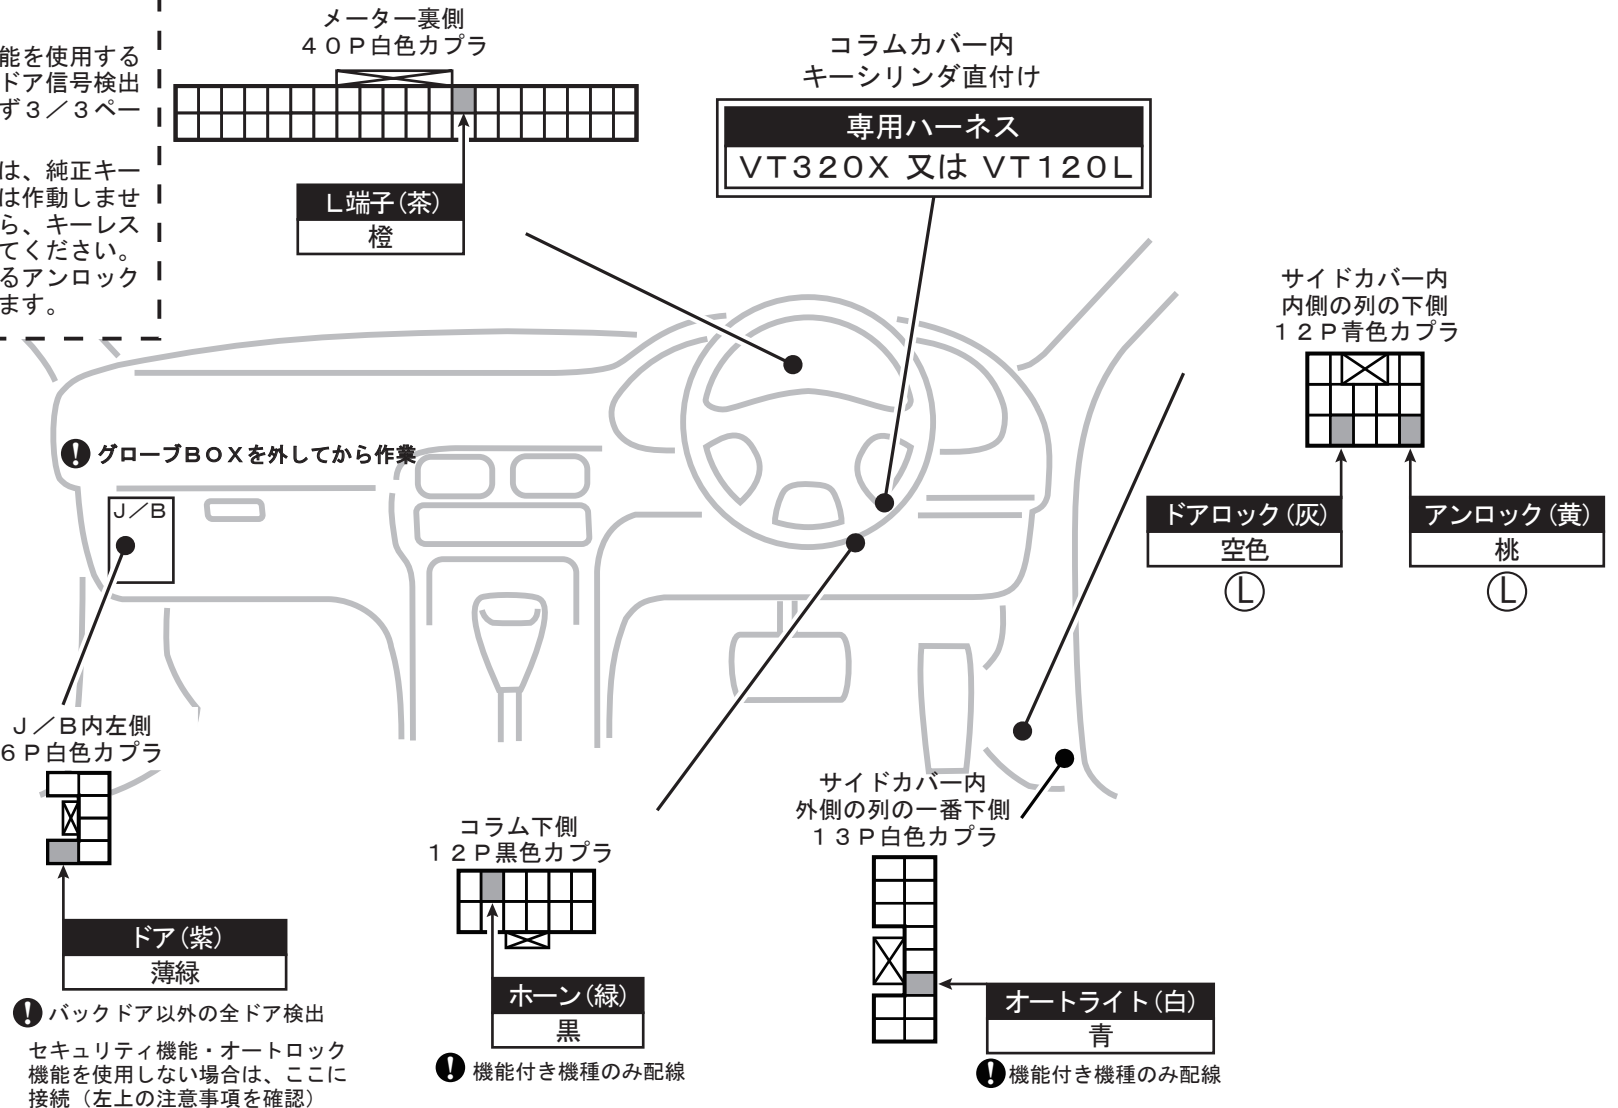 能を使用する
ドア信号検出
ず３／３ペー
は、純正キー
は作動しませ
ら、キーレス
てください。
るアンロック
ます。
メーター裏側
４０Ｐ白色カプラ
Ｌ端子（茶）
橙
コラムカバー内
キーシリンダ直付け
専用ハーネス
ＶＴ３２０Ｘ 又は ＶＴ１２０Ｌ
サイドカバー内
内側の列の下側
１２Ｐ青色カプラ
ドアロック（灰）
空色
Ⓛ
アンロック（黄）
桃
Ⓛ
グローブＢＯＸを外してから作業
Ｊ／Ｂ
Ｊ／Ｂ内左側
６Ｐ白色カプラ
ドア（紫）
薄緑
バックドア以外の全ドア検出
セキュリティ機能・オートロック
機能を使用しない場合は、ここに
接続（左上の注意事項を確認）
コラム下側
１２Ｐ黒色カプラ
ホーン（緑）
黒
機能付き機種のみ配線
サイドカバー内
外側の列の一番下側
１３Ｐ白色カプラ
オートライト（白）
青
機能付き機種のみ配線